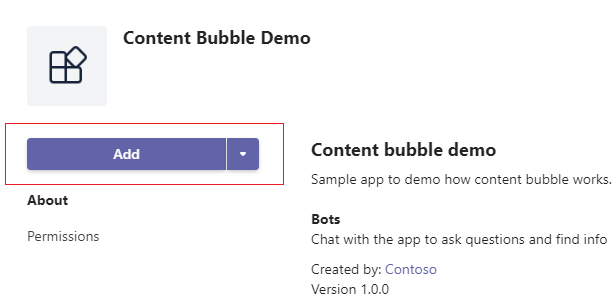 Content Bubble Demo
Add
About
Permissions
Content bubble demo
Sample app to demo how content bubble works.
Bots
Chat with the app to ask questions and find info
Created by: Contoso
Version 1.0.0